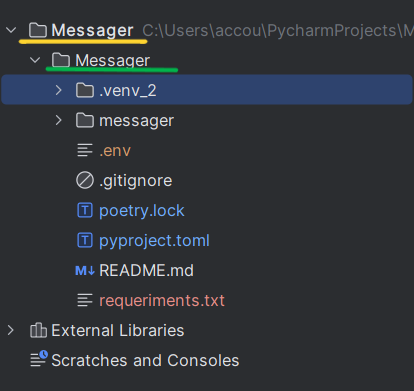 Messager C:\Users\accou\PycharmProjects\M
Messager
.venv_2
messager
.env
.gitignore
T poetry.lock
T pyproject.toml
M↓ README.md
requeriments.txt
External Libraries
Scratches and Consoles